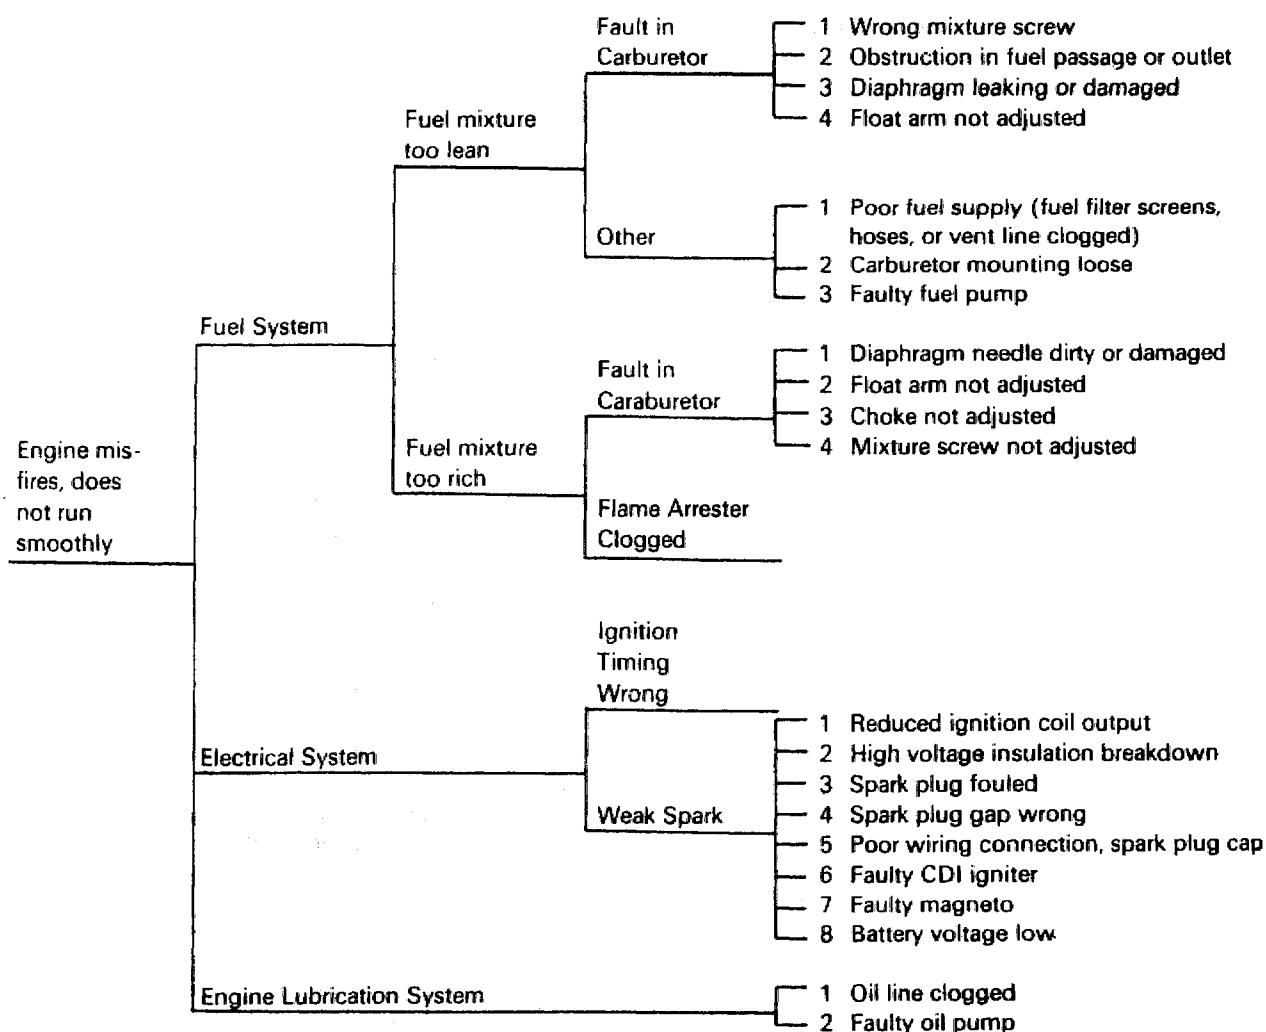 Fault in
Carburetor
1 Wrong mixture screw
2 Obstruction in fuel passage or outlet
3 Diaphragm leaking or damaged
4 Float arm not adjusted
Fuel mixture
too lean
Other
1 Poor fuel supply (fuel filter screens,
hoses, or vent line clogged)
2 Carburetor mounting loose
3 Faulty fuel pump
Fuel System
Fault in
Caraburetor
1 Diaphragm needle dirty or damaged
2 Float arm not adjusted
3 Choke not adjusted
4 Mixture screw not adjusted
Fuel mixture
too rich
Flame Arrester
Clogged
Engine mis-
fires, does
not run
smoothly
Ignition
Timing
Wrong
Electrical System
Weak Spark
1 Reduced ignition coil output
2 High voltage insulation breakdown
3 Spark plug fouled
4 Spark plug gap wrong
5 Poor wiring connection, spark plug cap
6 Faulty CDI igniter
7 Faulty magneto
8 Battery voltage low
Engine Lubrication System
1 Oil line clogged
2 Faulty oil pump